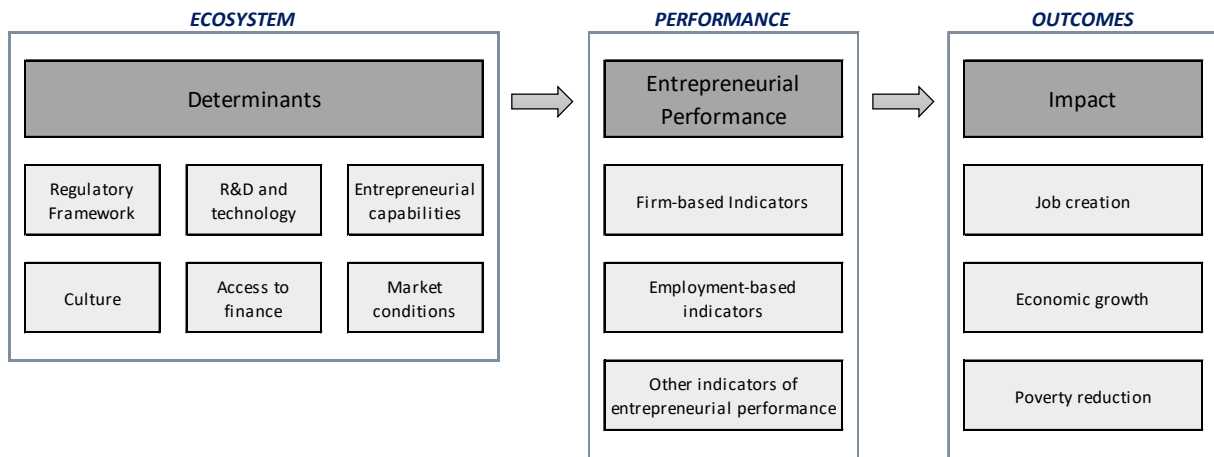 ECOSYSTEM
Determinants
Regulatory
Framework
R&D and
technology
Entrepreneurial
capabilities
Culture
Access to
finance
Market
conditions
PERFORMANCE
Entrepreneurial
Performance
Firm-based Indicators
Employment-based
indicators
Other indicators of
entrepreneurial performance
OUTCOMES
Impact
Job creation
Economic growth
Poverty reduction